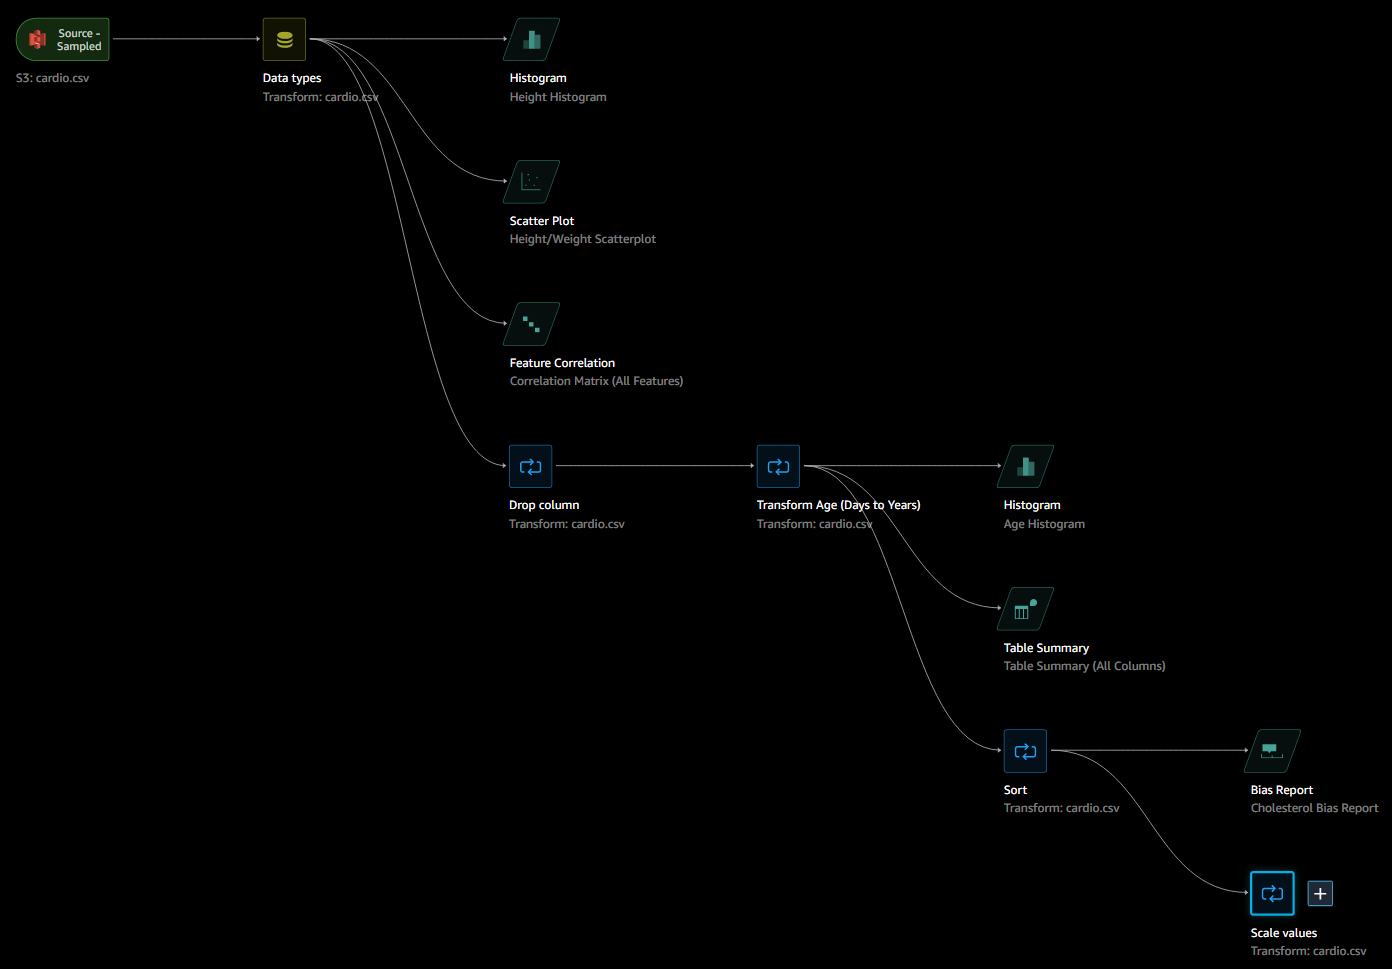 Source -
Sampled
S3: cardio.csv
Data types
Transform: cardio.csv
Histogram
Height Histogram
Scatter Plot
Height/Weight Scatterplot
Feature Correlation
Correlation Matrix (All Features)
Drop column
Transform: cardio.csv
Transform Age (Days to Years)
Transform: cardio.csv
Histogram
Age Histogram
Table Summary
Table Summary (All Columns)
Sort
Transform: cardio.csv
Bias Report
Cholesterol Bias Report
Scale values
Transform: cardio.csv